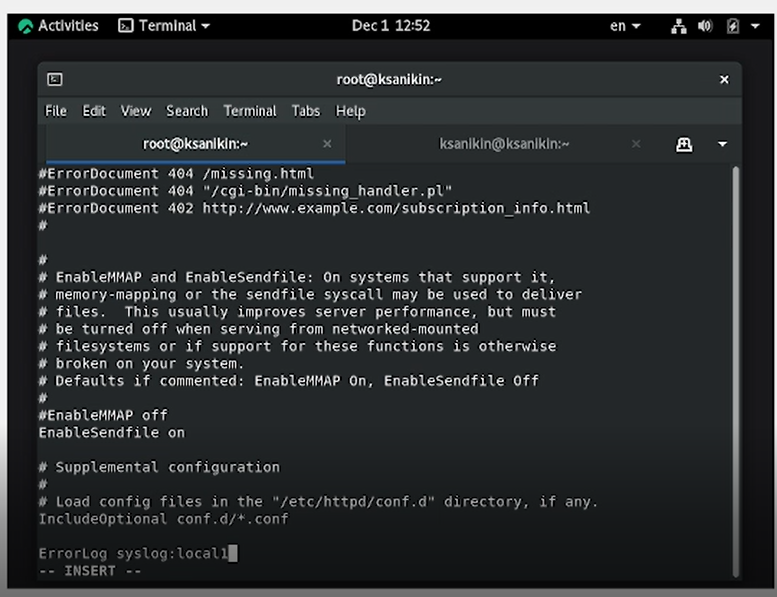 Activities Terminal Dec 1 12:52 en
root@ksanikin:~
File Edit View Search Terminal Tabs Help
root@ksanikin:~ × ksanikin@ksanikin:~ ×
#ErrorDocument 404 /missing.html
#ErrorDocument 404 "/cgi-bin/missing_handler.pl"
#ErrorDocument 402 http://www.example.com/subscription_info.html
#
#
# EnableMMAP and EnableSendfile: On systems that support it,
# memory-mapping or the sendfile syscall may be used to deliver
# files.  This usually improves server performance, but must
# be turned off when serving from networked-mounted
# filesystems or if support for these functions is otherwise
# broken on your system.
# Defaults if commented: EnableMMAP On, EnableSendfile Off
#
#EnableMMAP off
EnableSendfile on
# Supplemental configuration
#
# Load config files in the "/etc/httpd/conf.d" directory, if any.
IncludeOptional conf.d/*.conf
ErrorLog syslog:local1
-- INSERT --